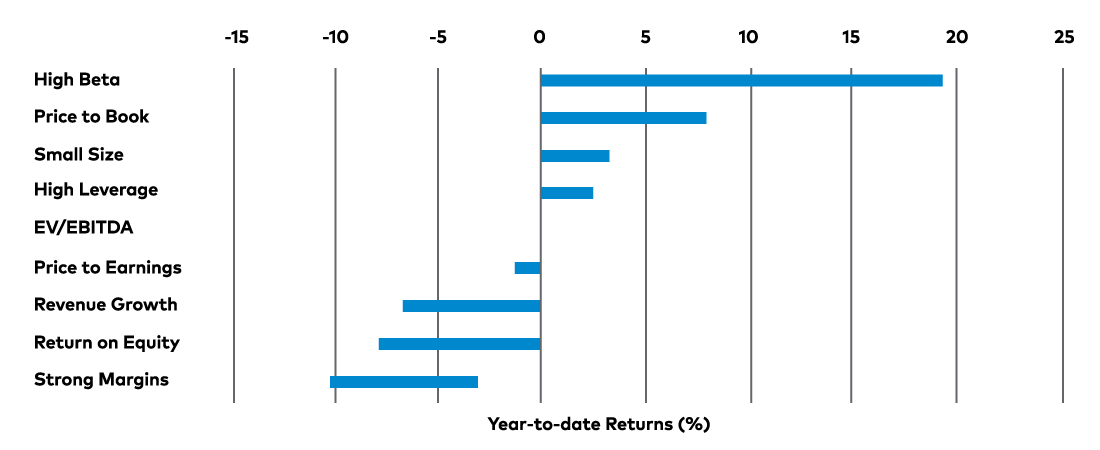 -15 -10 -5 0 5 10 15 20 25
High Beta
Price to Book
Small Size
High Leverage
EV/EBITDA
Price to Earnings
Revenue Growth
Return on Equity
Strong Margins
Year-to-date Returns (%)